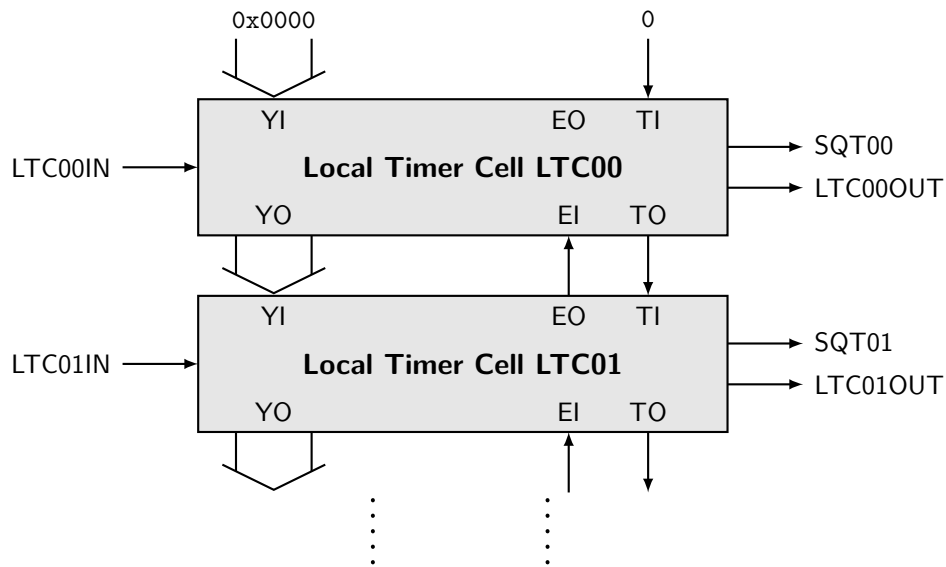 0x0000 0
YI EO TI
LTC00IN Local Timer Cell LTC00 SQT00
LTC00OUT
YO EI TO
YI EO TI
LTC01IN Local Timer Cell LTC01 SQT01
LTC01OUT
YO EI TO